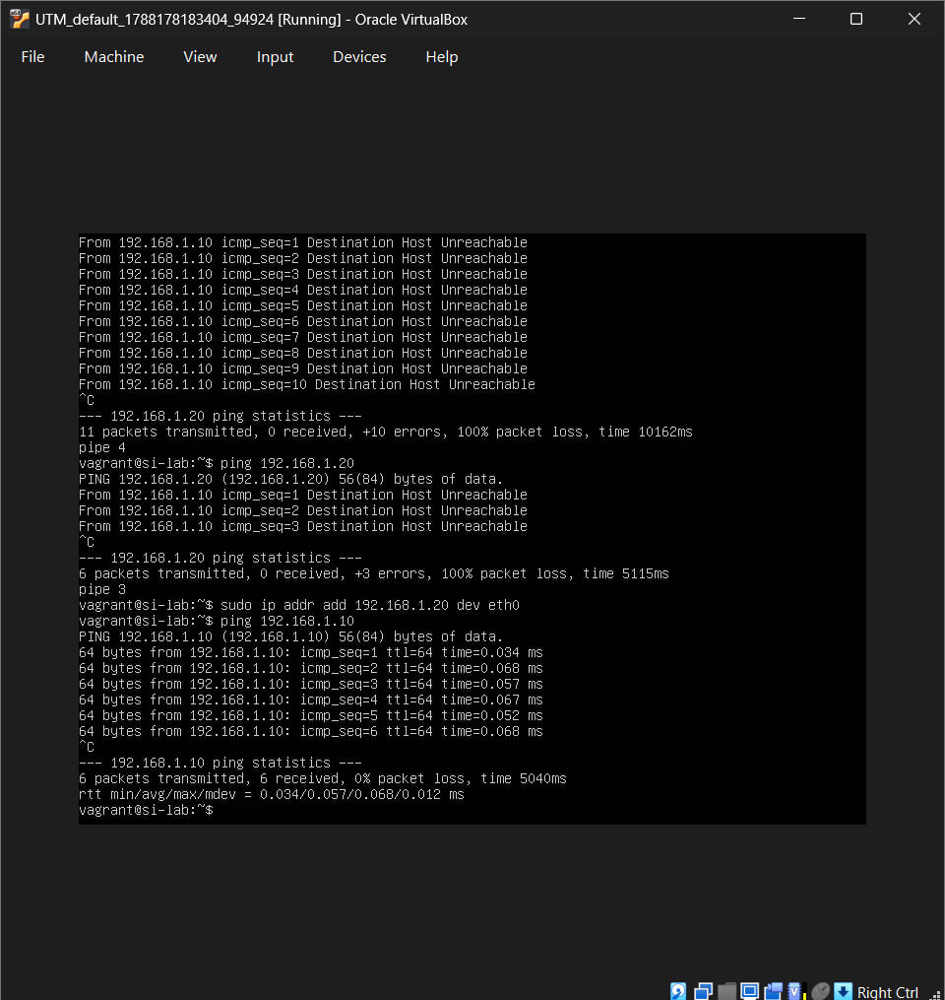 UTM_default_1788178183404_94924 [Running] - Oracle VirtualBox
File Machine View Input Devices Help
From 192.168.1.10 icmp_seq=1 Destination Host Unreachable
From 192.168.1.10 icmp_seq=2 Destination Host Unreachable
From 192.168.1.10 icmp_seq=3 Destination Host Unreachable
From 192.168.1.10 icmp_seq=4 Destination Host Unreachable
From 192.168.1.10 icmp_seq=5 Destination Host Unreachable
From 192.168.1.10 icmp_seq=6 Destination Host Unreachable
From 192.168.1.10 icmp_seq=7 Destination Host Unreachable
From 192.168.1.10 icmp_seq=8 Destination Host Unreachable
From 192.168.1.10 icmp_seq=9 Destination Host Unreachable
From 192.168.1.10 icmp_seq=10 Destination Host Unreachable
^C
--- 192.168.1.20 ping statistics ---
11 packets transmitted, 0 received, +10 errors, 100% packet loss, time 10162ms
pipe 4
vagrant@si-lab:~$ ping 192.168.1.20
PING 192.168.1.20 (192.168.1.20) 56(84) bytes of data.
From 192.168.1.10 icmp_seq=1 Destination Host Unreachable
From 192.168.1.10 icmp_seq=2 Destination Host Unreachable
From 192.168.1.10 icmp_seq=3 Destination Host Unreachable
^C
--- 192.168.1.20 ping statistics ---
6 packets transmitted, 0 received, +3 errors, 100% packet loss, time 5115ms
pipe 3
vagrant@si-lab:~$ sudo ip addr add 192.168.1.20 dev eth0
vagrant@si-lab:~$ ping 192.168.1.10
PING 192.168.1.10 (192.168.1.10) 56(84) bytes of data.
64 bytes from 192.168.1.10: icmp_seq=1 ttl=64 time=0.034 ms
64 bytes from 192.168.1.10: icmp_seq=2 ttl=64 time=0.068 ms
64 bytes from 192.168.1.10: icmp_seq=3 ttl=64 time=0.057 ms
64 bytes from 192.168.1.10: icmp_seq=4 ttl=64 time=0.067 ms
64 bytes from 192.168.1.10: icmp_seq=5 ttl=64 time=0.052 ms
64 bytes from 192.168.1.10: icmp_seq=6 ttl=64 time=0.068 ms
^C
--- 192.168.1.10 ping statistics ---
6 packets transmitted, 6 received, 0% packet loss, time 5040ms
rtt min/avg/max/mdev = 0.034/0.057/0.068/0.012 ms
vagrant@si-lab:~$
Right Ctrl